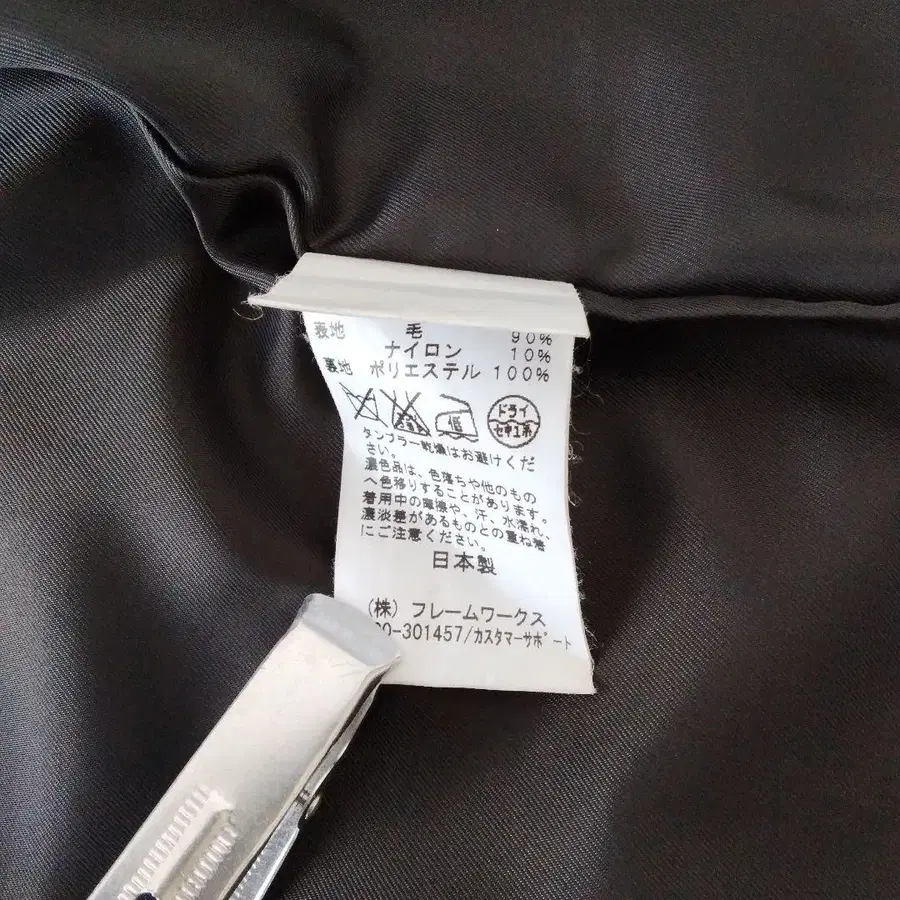 表地 毛 90%
ナイロン 10%
裏地 ポリエステル 100%
低
ドライ
セキユ系
タンブラー乾燥はお避けくだ
さい。
濃色品は、色落ちや他のもの
へ色移りすることがあります。
着用中の摩擦や、汗、水濡れ、
濃淡差があるものとの重ね着
にご注意ください。
日本製
(株) フレームワークス
20-301457/カスタマーサポート